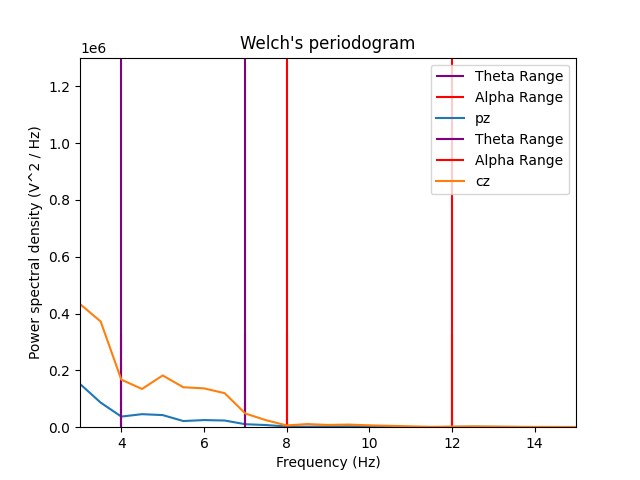 Welch's periodogram
1e6
Theta Range
Alpha Range
pz
Theta Range
Alpha Range
cz
Power spectral density (V^2 / Hz)
1.2
1.0
0.8
0.6
0.4
0.2
0.0
4
6
8
10
12
14
Frequency (Hz)